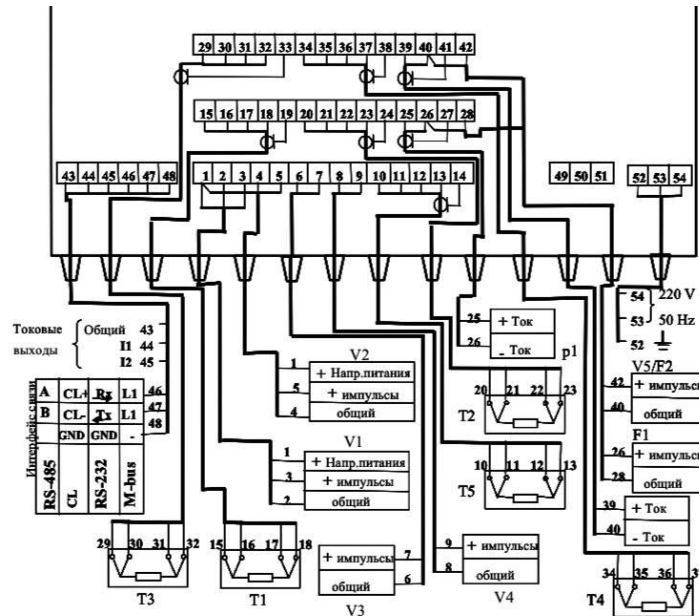 29 30 31 32 33 34 35 36 37 38 39 40 41 42
15 16 17 18 19 20 21 22 23 24 25 26 27 28
43 44 45 46 47 48
1 2 3 4 5 6 7 8 9 10 11 12 13 14
49 50 51
52 53 54
Токовые выходы
Общий 43
I1 44
I2 45
Интерфейс связи
A CL+ Rx L1 46
B CL- Tx L1 47
GND GND - 48
RS-485 CL RS-232 M-bus
V2
1 + Напр.питания
5 + импульсы
4 общий
V1
1 + Напр.питания
3 + импульсы
2 общий
25 + Ток
26 - Ток
p1
54 220 V
53 50 Hz
52
20 21 22 23
T2
10 11 12 13
T5
V5/F2
42 + импульсы
40 общий
F1
26 + импульсы
28 общий
39 + Ток
40 - Ток
29 30 31 32
T3
15 16 17 18
T1
+ импульсы 7
общий 6
V3
9 + импульсы
8 общий
V4
34 35 36 37
T4